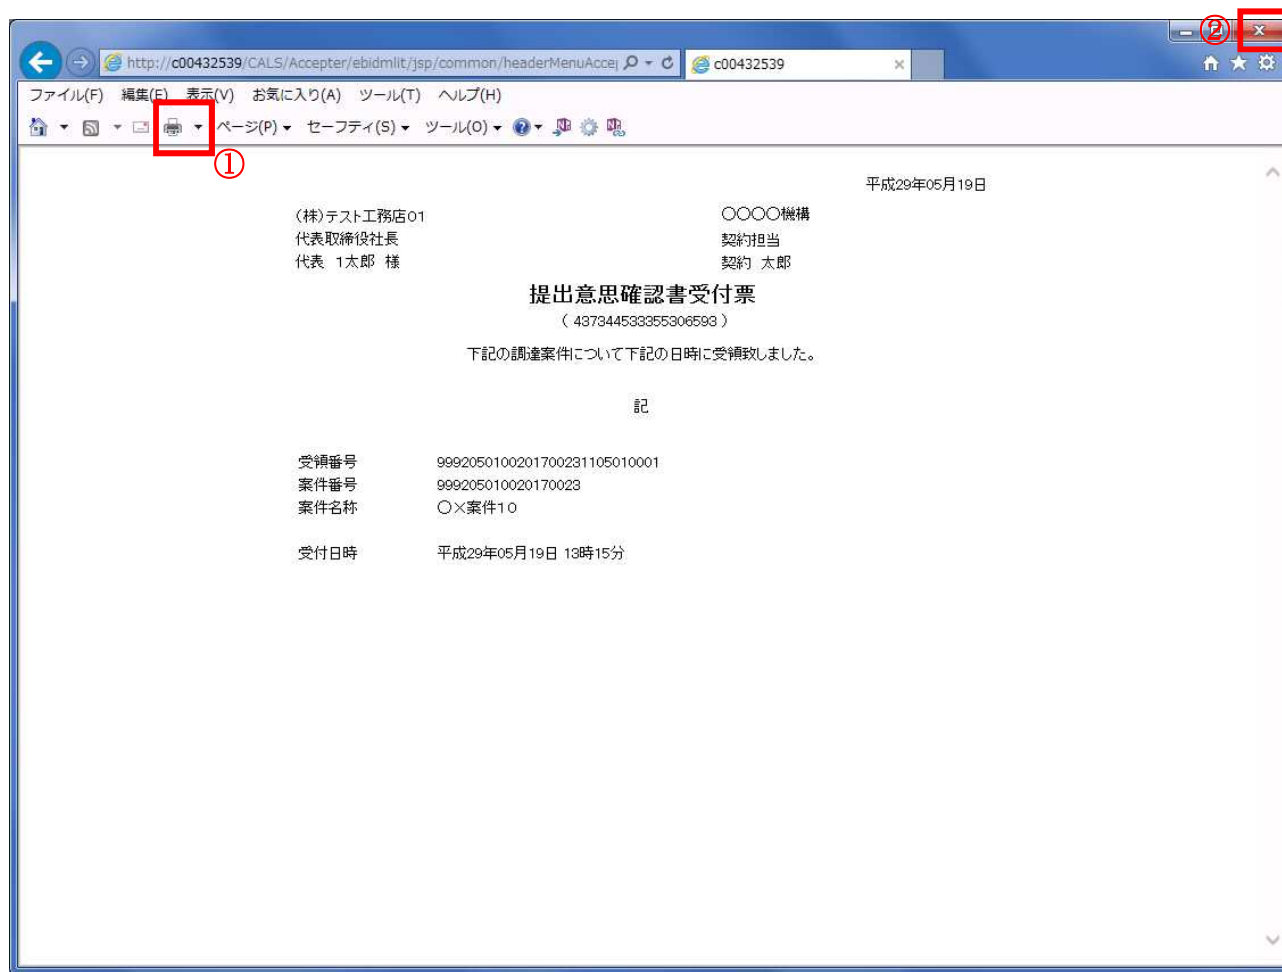 ②
http://c00432539/CALS/Accepter/ebidmlit/jsp/common/headerMenuAccep
c00432539
ファイル(F) 編集(E) 表示(V) お気に入り(A) ツール(T) ヘルプ(H)
ページ(P) セーフティ(S) ツール(O)
①
平成29年05月19日
(株)テスト工務店01
〇〇〇〇機構
代表取締役社長
契約担当
代表 1太郎 様
契約 太郎
提出意思確認書受付票
( 437344533355306593 )
下記の調達案件について下記の日時に受領致しました。
記
受領番号 99920501002017002311​05010001
案件番号 999205010020170023
案件名称 〇×案件10
受付日時 平成29年05月19日 13時15分